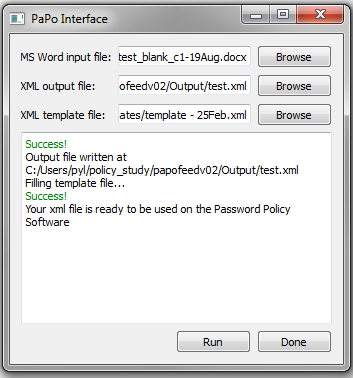 PaPo Interface
MS Word input file: test_blank_c1-19Aug.docx Browse
XML output file: ofeedv02/Output/test.xml Browse
XML template file: ates/template - 25Feb.xml Browse
Success!
Output file written at
C:/Users/pyl/policy_study/papofeedv02/Output/test.xml
Filling template file...
Success!
Your xml file is ready to be used on the Password Policy
Software
Run Done